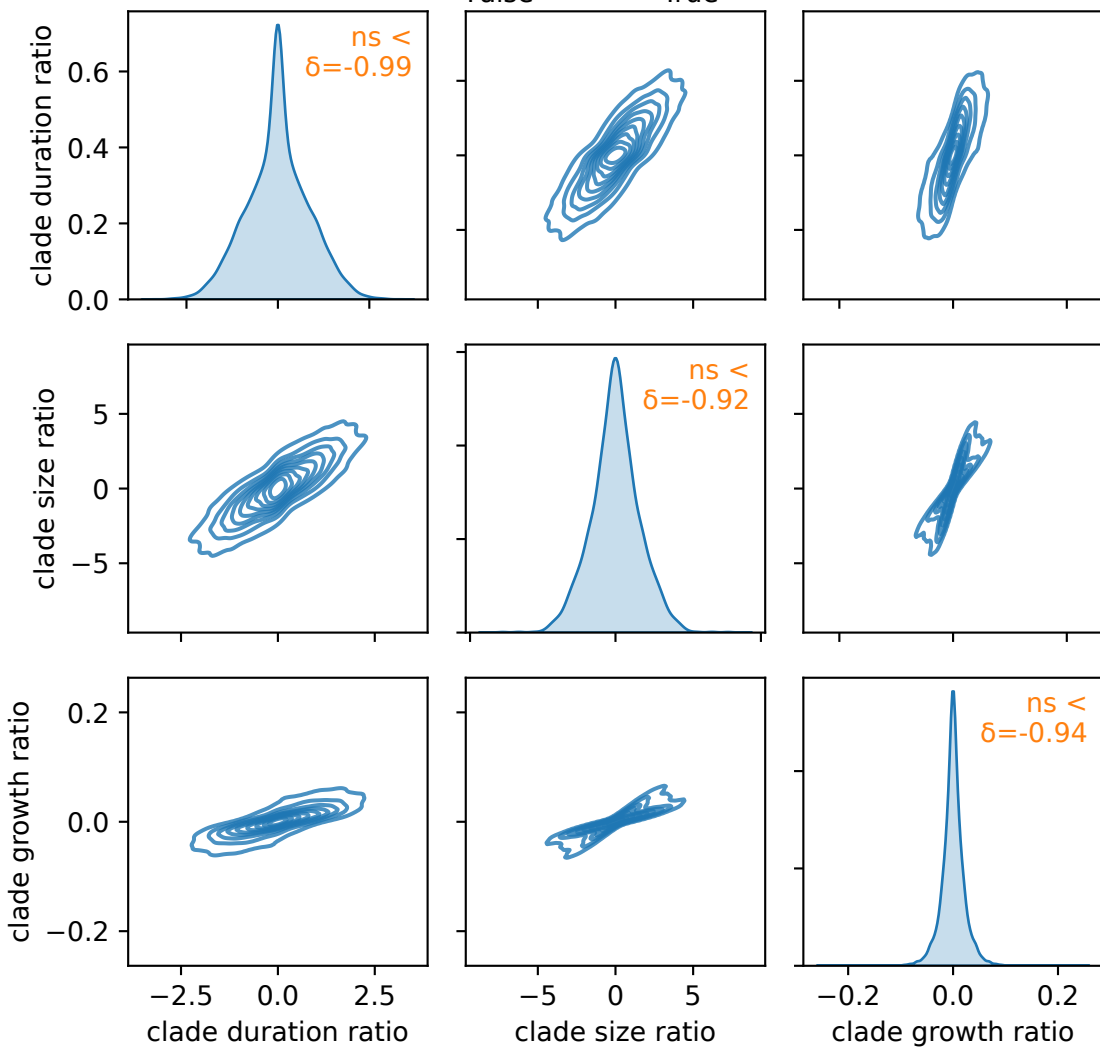 True
clade duration ratio
0.6
0.4
0.2
0.0
ns <
δ=-0.99
clade size ratio
5
0
−5
ns <
δ=-0.92
clade growth ratio
0.2
0.0
−0.2
ns <
δ=-0.94
−2.5 0.0 2.5
−5 0 5
−0.2 0.0 0.2
clade duration ratio
clade size ratio
clade growth ratio